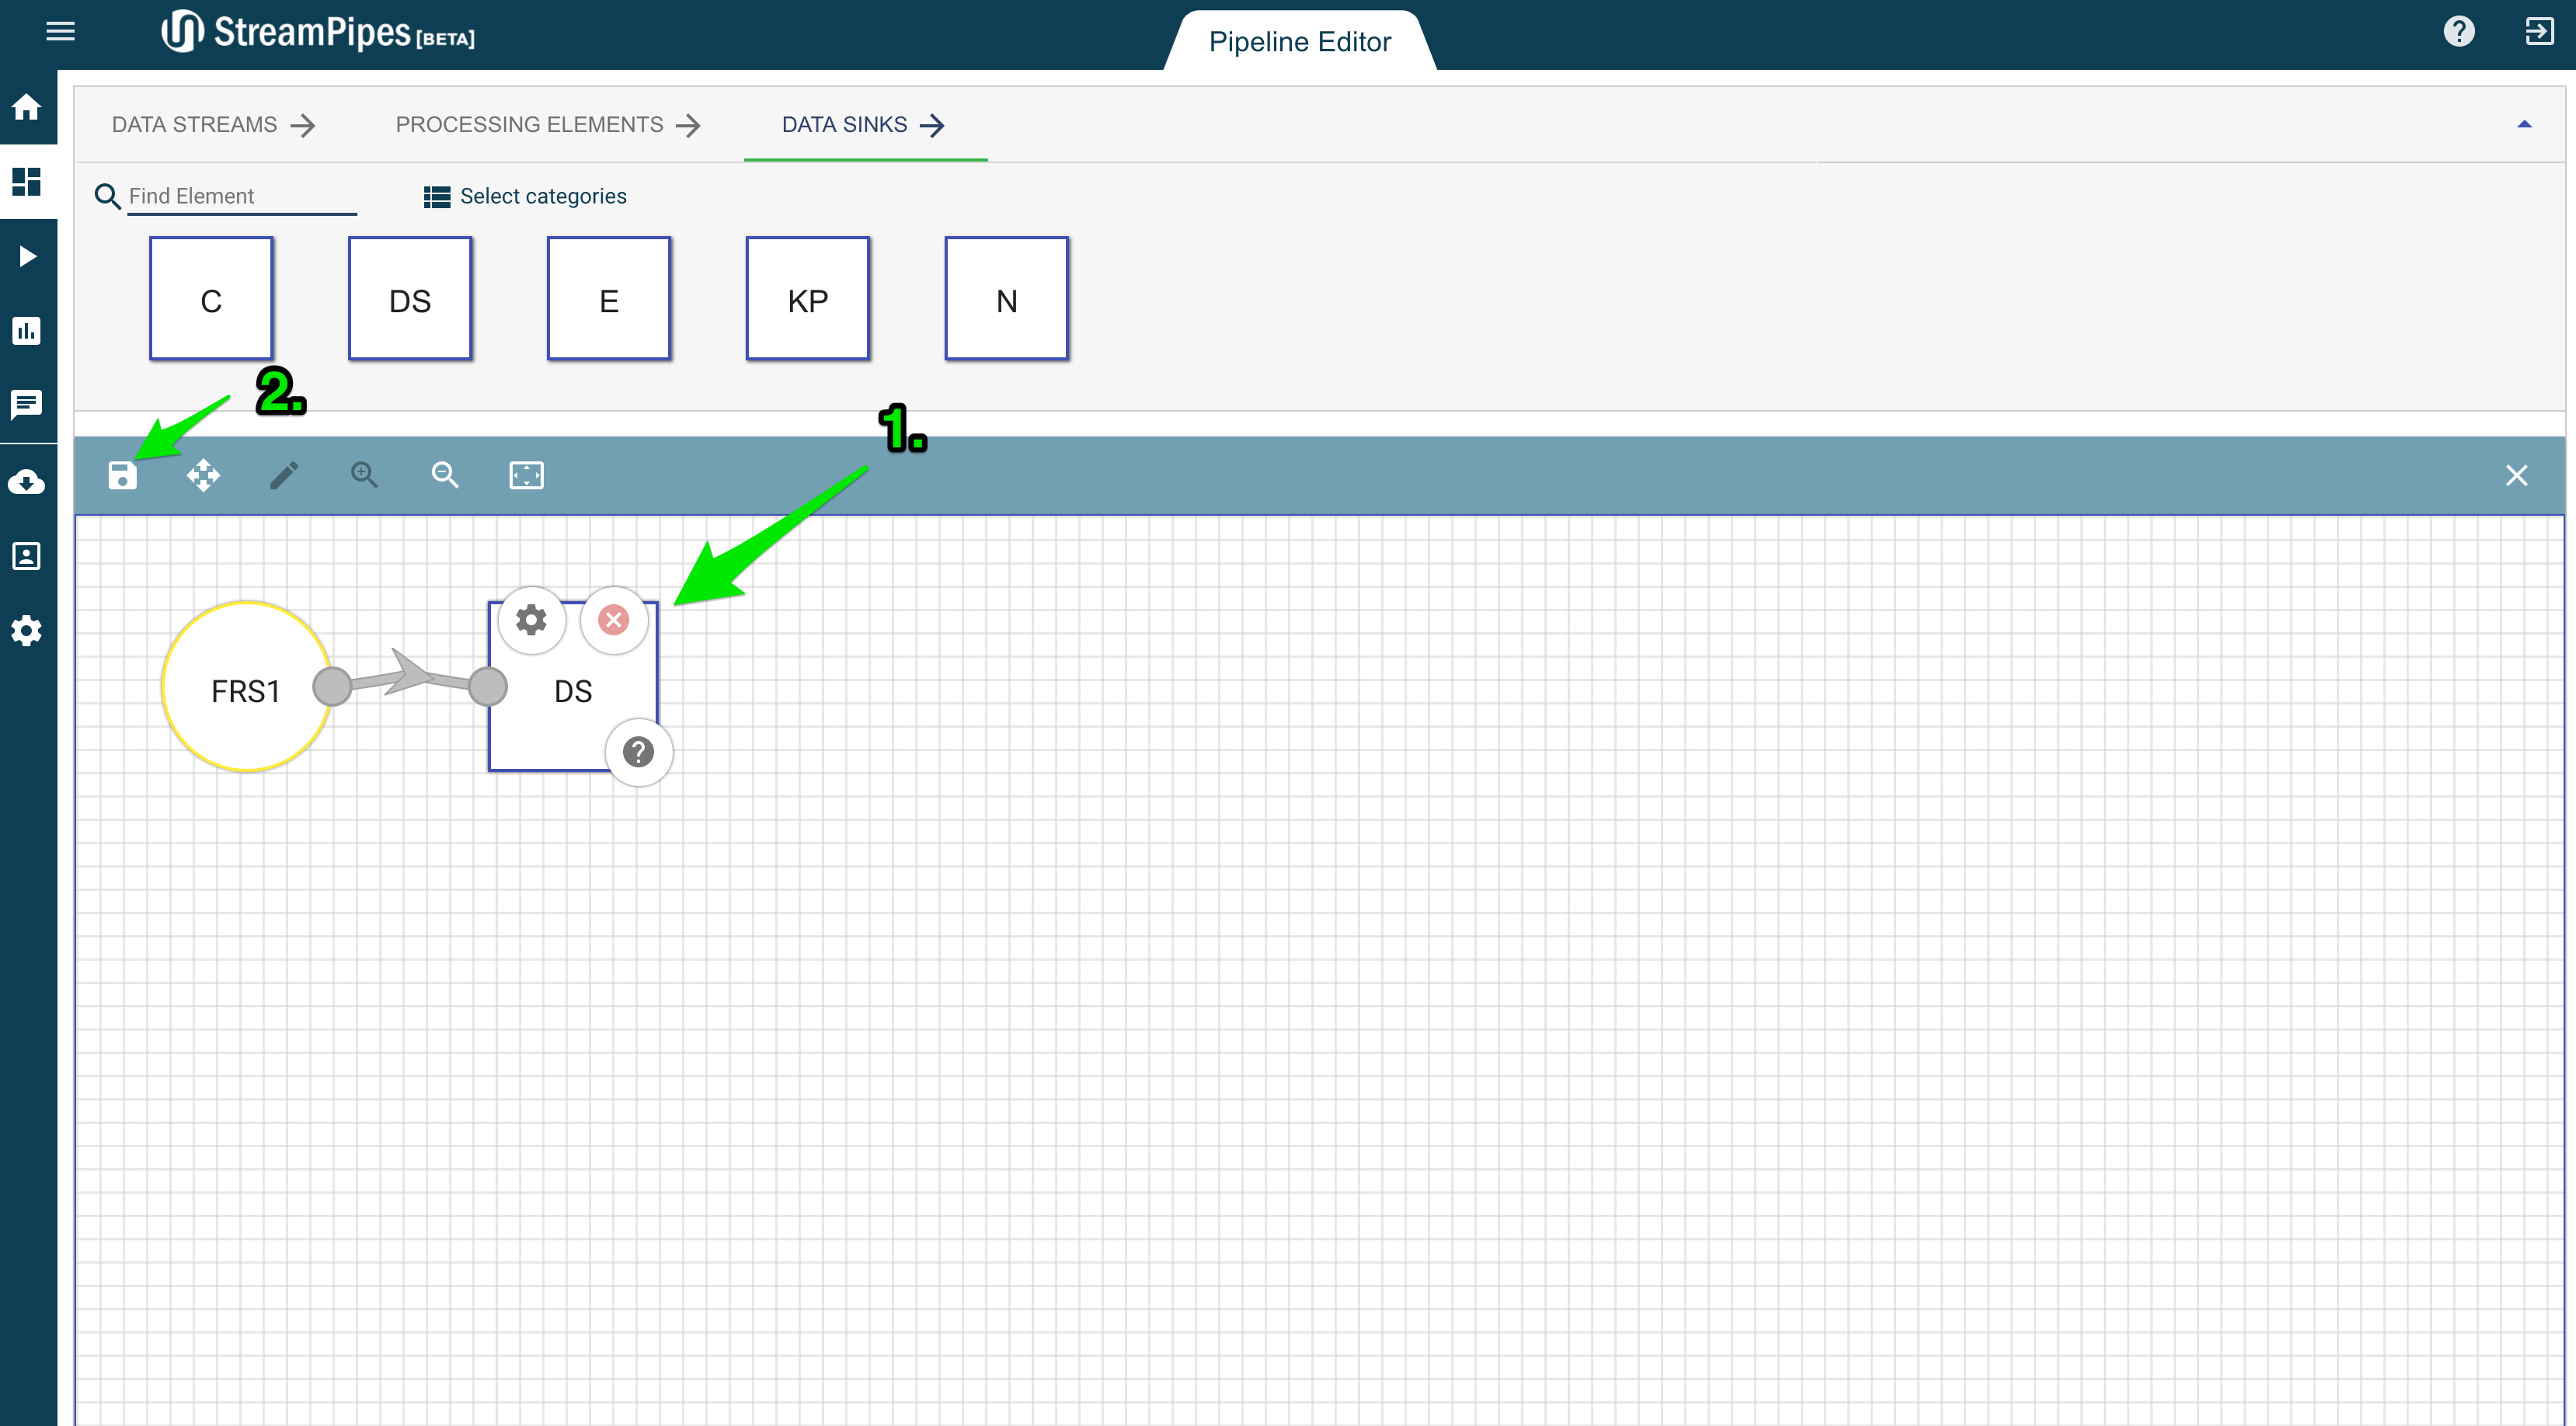 StreamPipes [BETA]
Pipeline Editor
DATA STREAMS
PROCESSING ELEMENTS
DATA SINKS
Find Element
Select categories
C
DS
E
KP
N
2.
1.
FRS1
DS